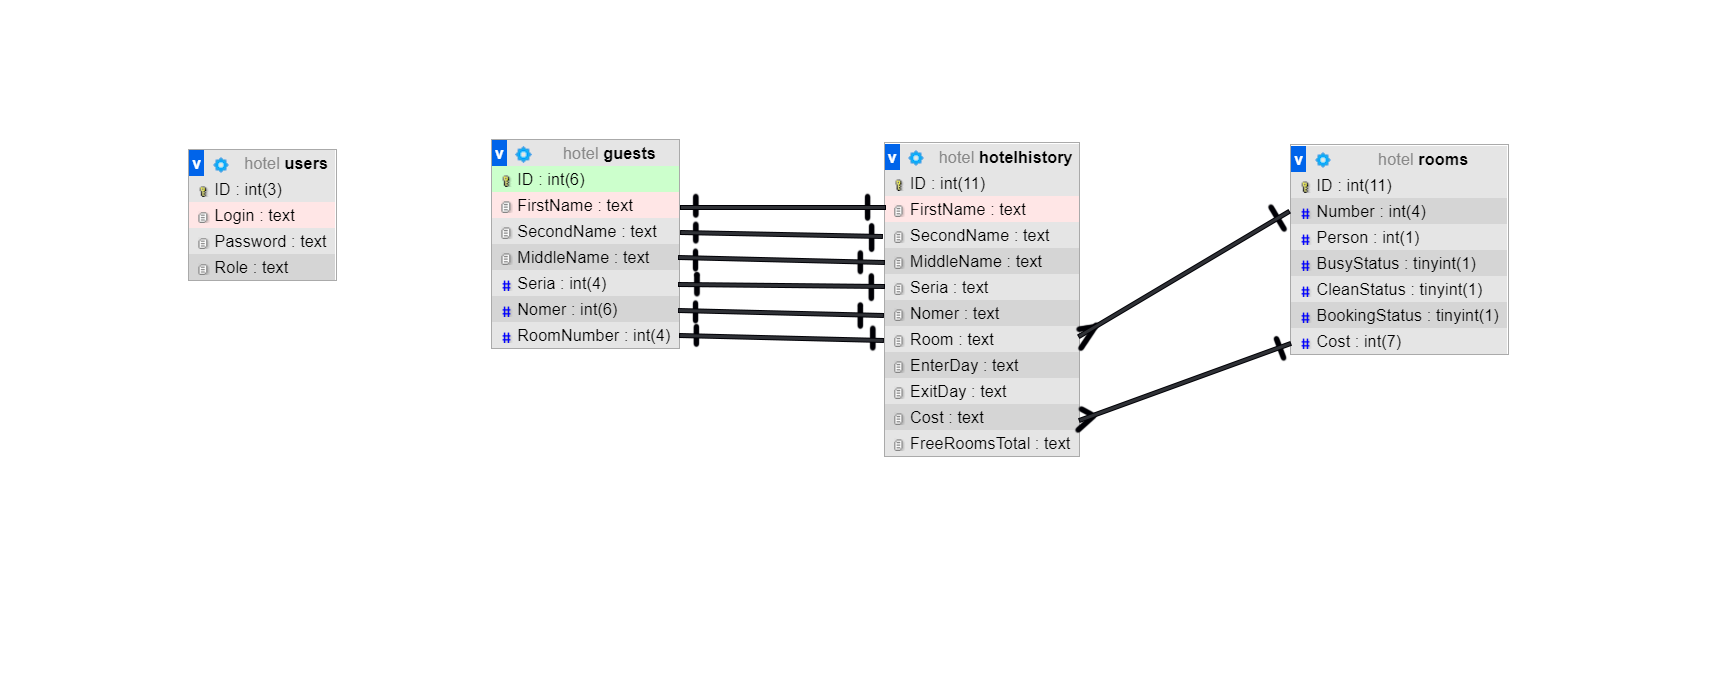 v hotel users
ID : int(3)
Login : text
Password : text
Role : text
v hotel guests
ID : int(6)
FirstName : text
SecondName : text
MiddleName : text
Seria : int(4)
Nomer : int(6)
RoomNumber : int(4)
v hotel hotelhistory
ID : int(11)
FirstName : text
SecondName : text
MiddleName : text
Seria : text
Nomer : text
Room : text
EnterDay : text
ExitDay : text
Cost : text
FreeRoomsTotal : text
v hotel rooms
ID : int(11)
# Number : int(4)
# Person : int(1)
# BusyStatus : tinyint(1)
# CleanStatus : tinyint(1)
# BookingStatus : tinyint(1)
# Cost : int(7)